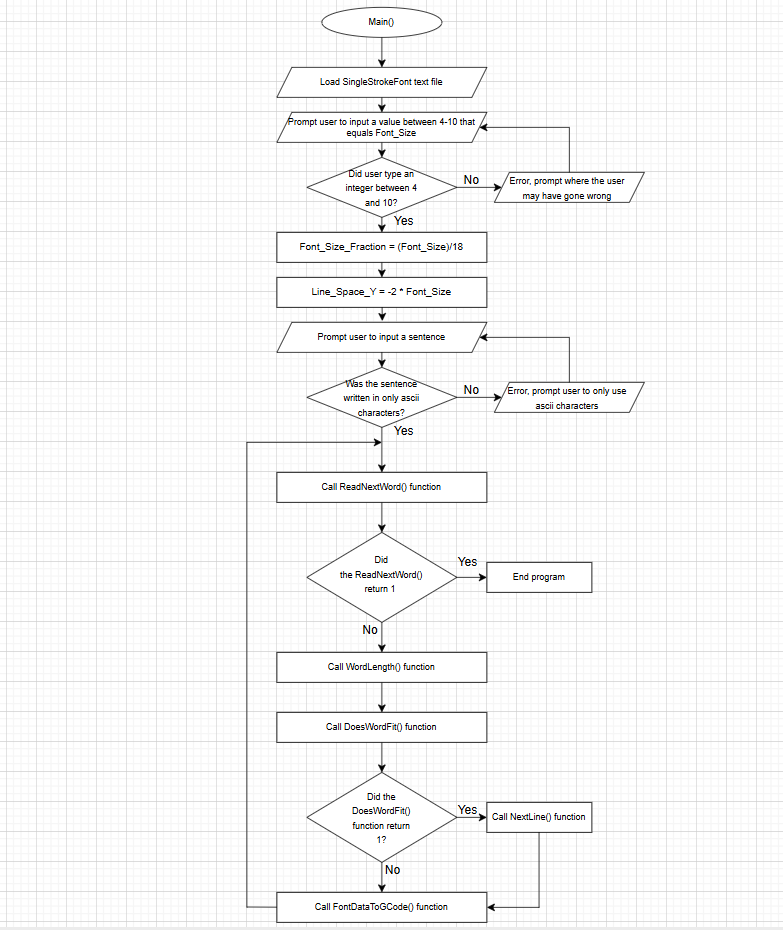 Main()
Load SingleStrokeFont text file
Prompt user to input a value between 4-10 that
equals Font_Size
Did user type an
integer between 4
and 10?
No
Error, prompt where the user
may have gone wrong
Yes
Font_Size_Fraction = (Font_Size)/18
Line_Space_Y = -2 * Font_Size
Prompt user to input a sentence
Was the sentence
written in only ascii
characters?
No
Error, prompt user to only use
ascii characters
Yes
Call ReadNextWord() function
Did
the ReadNextWord()
return 1
Yes
End program
No
Call WordLength() function
Call DoesWordFit() function
Did the
DoesWordFit()
function return
1?
Yes
Call NextLine() function
No
Call FontDataToGCode() function